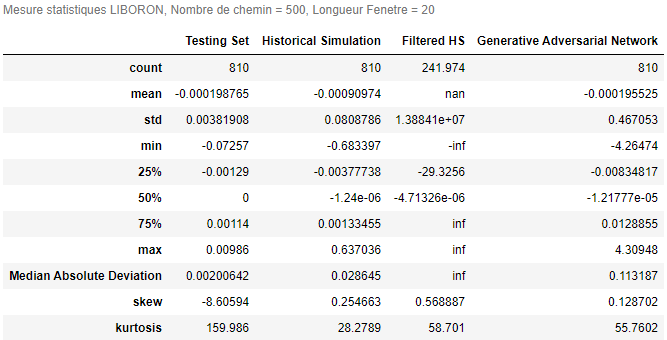 Mesure statistiques LIBORON, Nombre de chemin = 500, Longueur Fenetre = 20
Testing Set Historical Simulation Filtered HS Generative Adversarial Network
count 810 810 241.974 810
mean -0.000198765 -0.00090974 nan -0.000195525
std 0.00381908 0.0808786 1.38841e+07 0.467053
min -0.07257 -0.683397 -inf -4.26474
25% -0.00129 -0.00377738 -29.3256 -0.00834817
50% 0 -1.24e-06 -4.71326e-06 -1.21777e-05
75% 0.00114 0.00133455 inf 0.0128855
max 0.00986 0.637036 inf 4.30948
Median Absolute Deviation 0.00200642 0.028645 inf 0.113187
skew -8.60594 0.254663 0.568887 0.128702
kurtosis 159.986 28.2789 58.701 55.7602